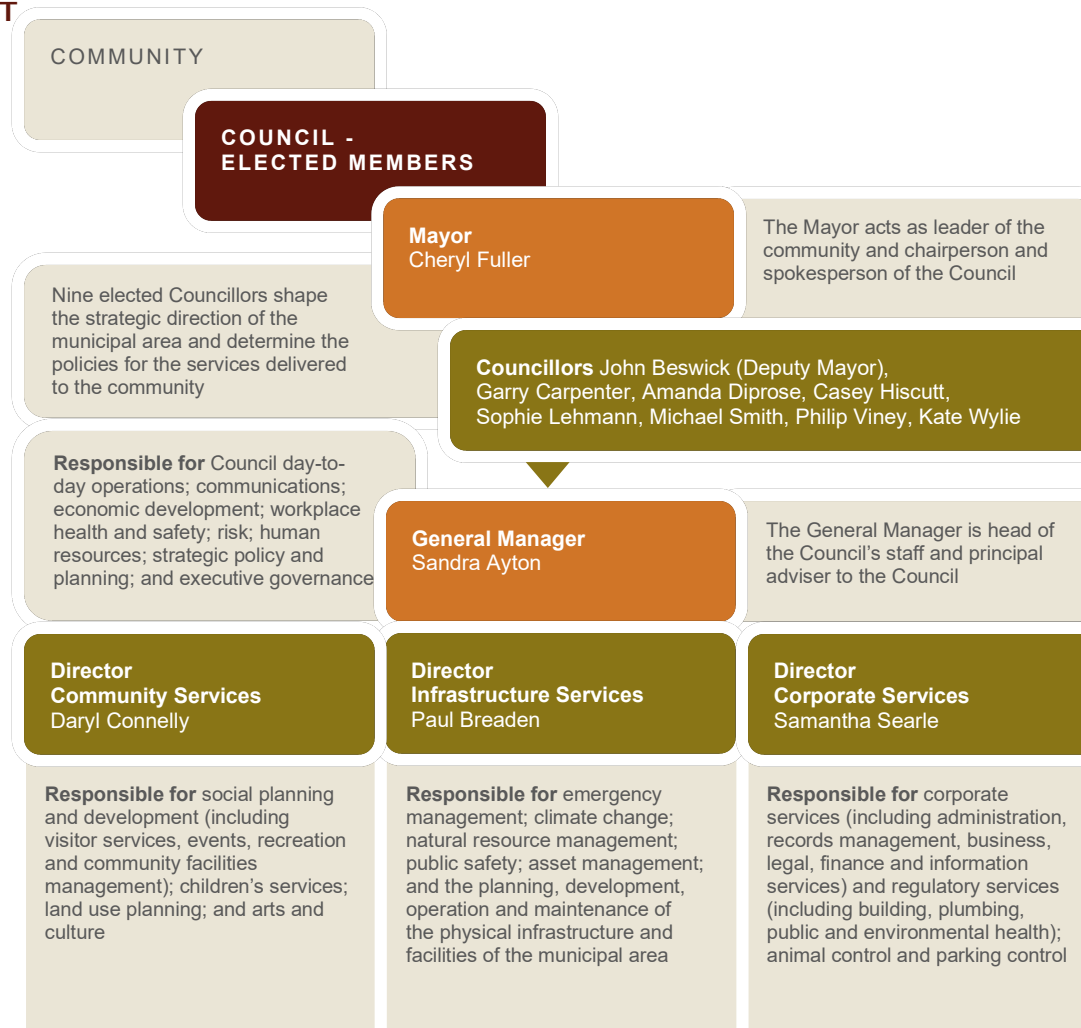 T
COMMUNITY
COUNCIL -
ELECTED MEMBERS
Mayor
Cheryl Fuller
The Mayor acts as leader of the
community and chairperson and
spokesperson of the Council
Nine elected Councillors shape
the strategic direction of the
municipal area and determine the
policies for the services delivered
to the community
Councillors John Beswick (Deputy Mayor),
Garry Carpenter, Amanda Diprose, Casey Hiscutt,
Sophie Lehmann, Michael Smith, Philip Viney, Kate Wylie
Responsible for Council day-to-
day operations; communications;
economic development; workplace
health and safety; risk; human
resources; strategic policy and
planning; and executive governance
General Manager
Sandra Ayton
The General Manager is head of
the Council’s staff and principal
adviser to the Council
Director
Community Services
Daryl Connelly
Director
Infrastructure Services
Paul Breaden
Director
Corporate Services
Samantha Searle
Responsible for social planning
and development (including
visitor services, events, recreation
and community facilities
management); children’s services;
land use planning; and arts and
culture
Responsible for emergency
management; climate change;
natural resource management;
public safety; asset management;
and the planning, development,
operation and maintenance of
the physical infrastructure and
facilities of the municipal area
Responsible for corporate
services (including administration,
records management, business,
legal, finance and information
services) and regulatory services
(including building, plumbing,
public and environmental health);
animal control and parking control